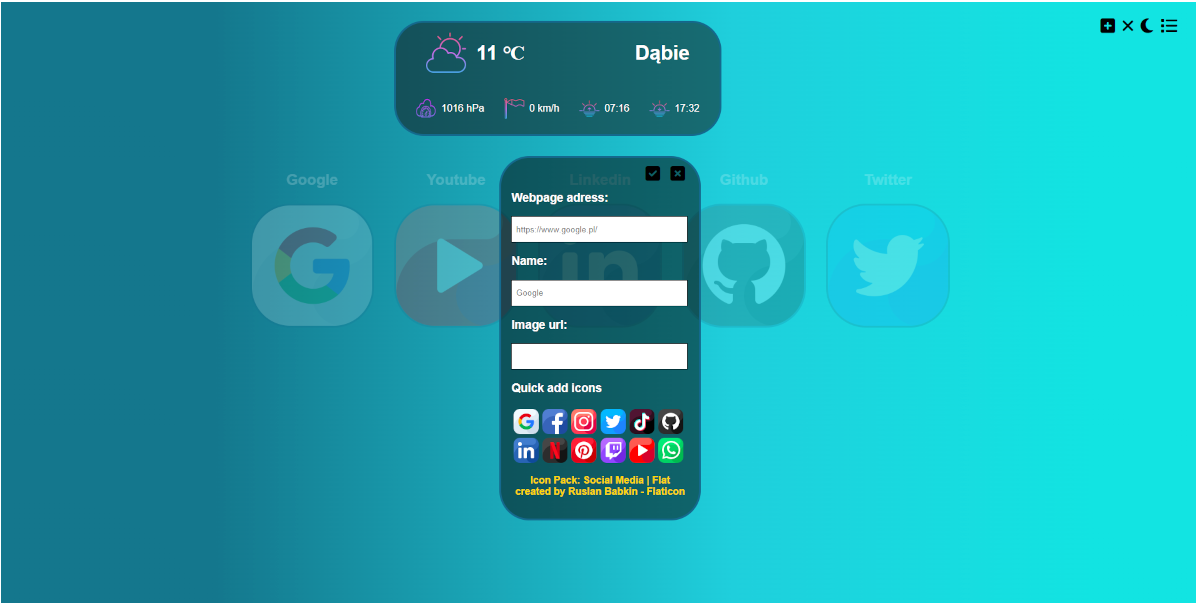 11 ℃
Dąbie
1016 hPa
0 km/h
07:16
17:32
Google
Youtube
Linkedin
Github
Twitter
Webpage adress:
https://www.google.pl/
Name:
Google
Image url:
Quick add icons
Icon Pack: Social Media | Flat
created by Ruslan Babkin - Flaticon